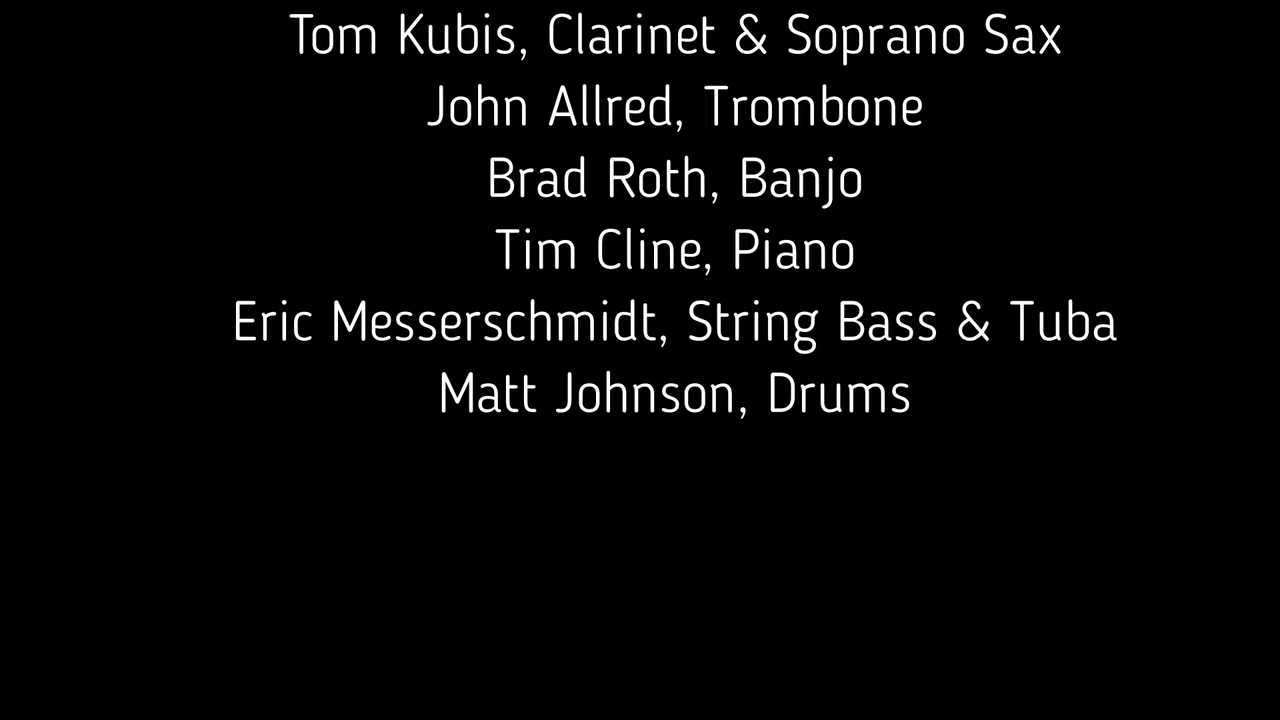 Tom Kubis, Clarinet & Soprano Sax
John Allred, Trombone
Brad Roth, Banjo
Tim Cline, Piano
Eric Messerschmidt, String Bass & Tuba
Matt Johnson, Drums